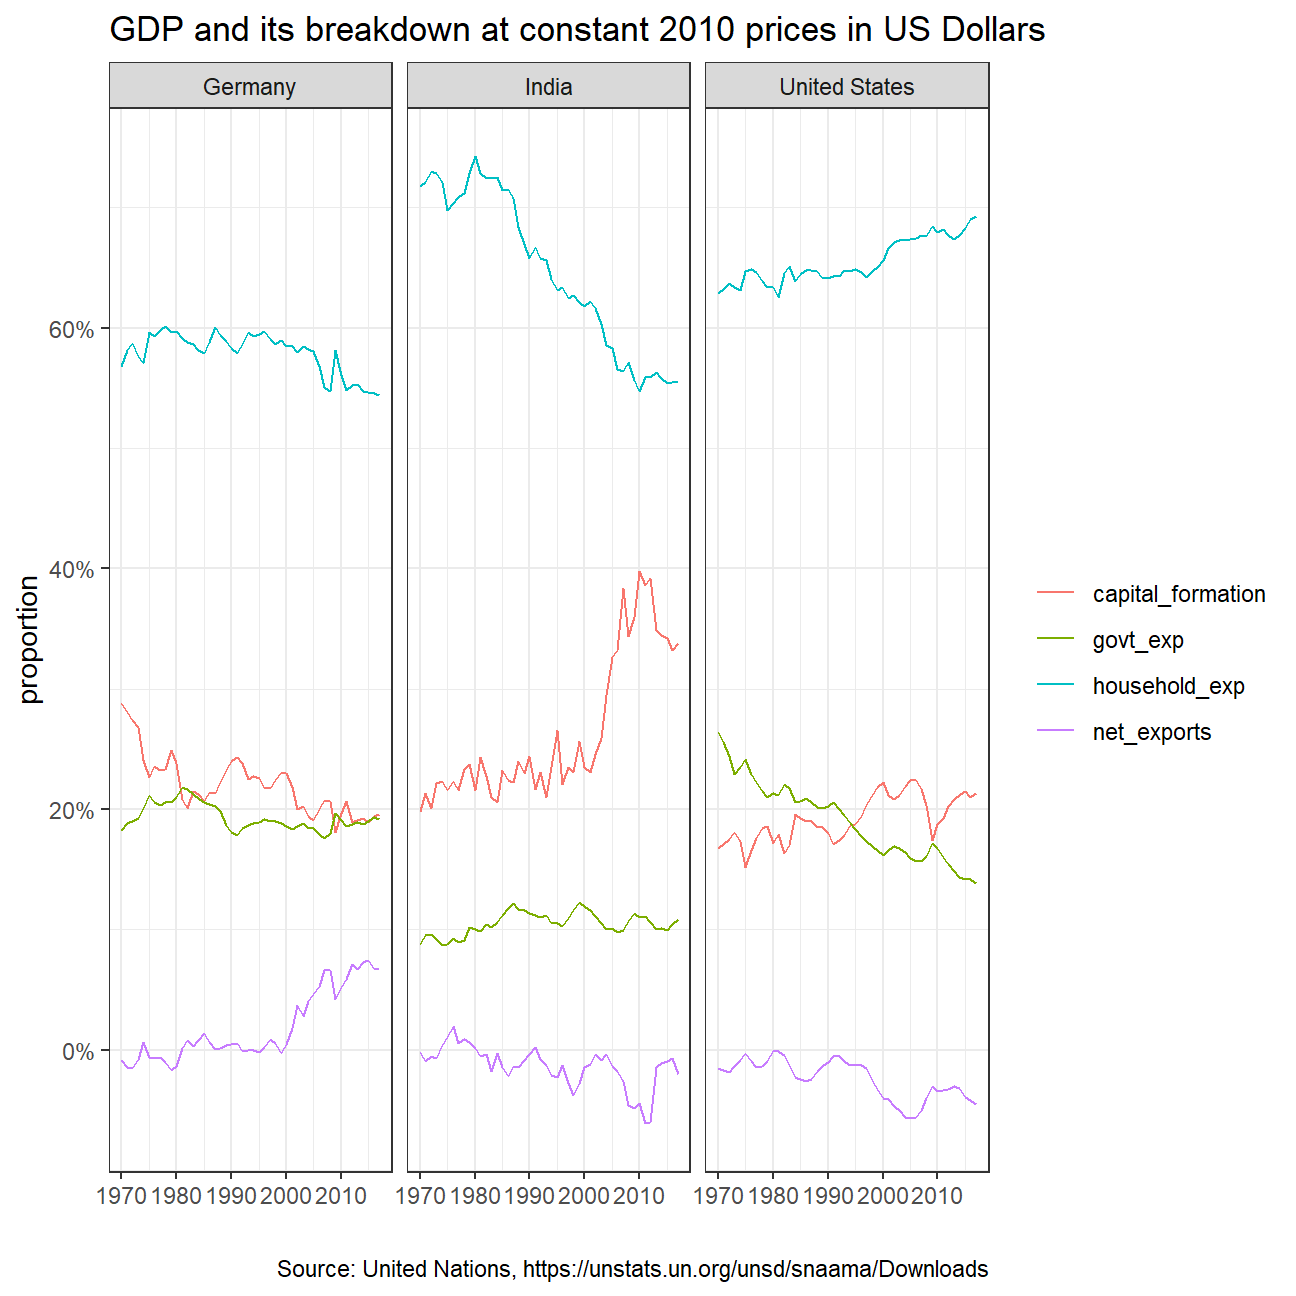 GDP and its breakdown at constant 2010 prices in US Dollars
Germany
India
United States
60%
40%
20%
0%
proportion
1970 1980 1990 2000 2010
1970 1980 1990 2000 2010
1970 1980 1990 2000 2010
capital_formation
govt_exp
household_exp
net_exports
Source: United Nations, https://unstats.un.org/unsd/snaama/Downloads